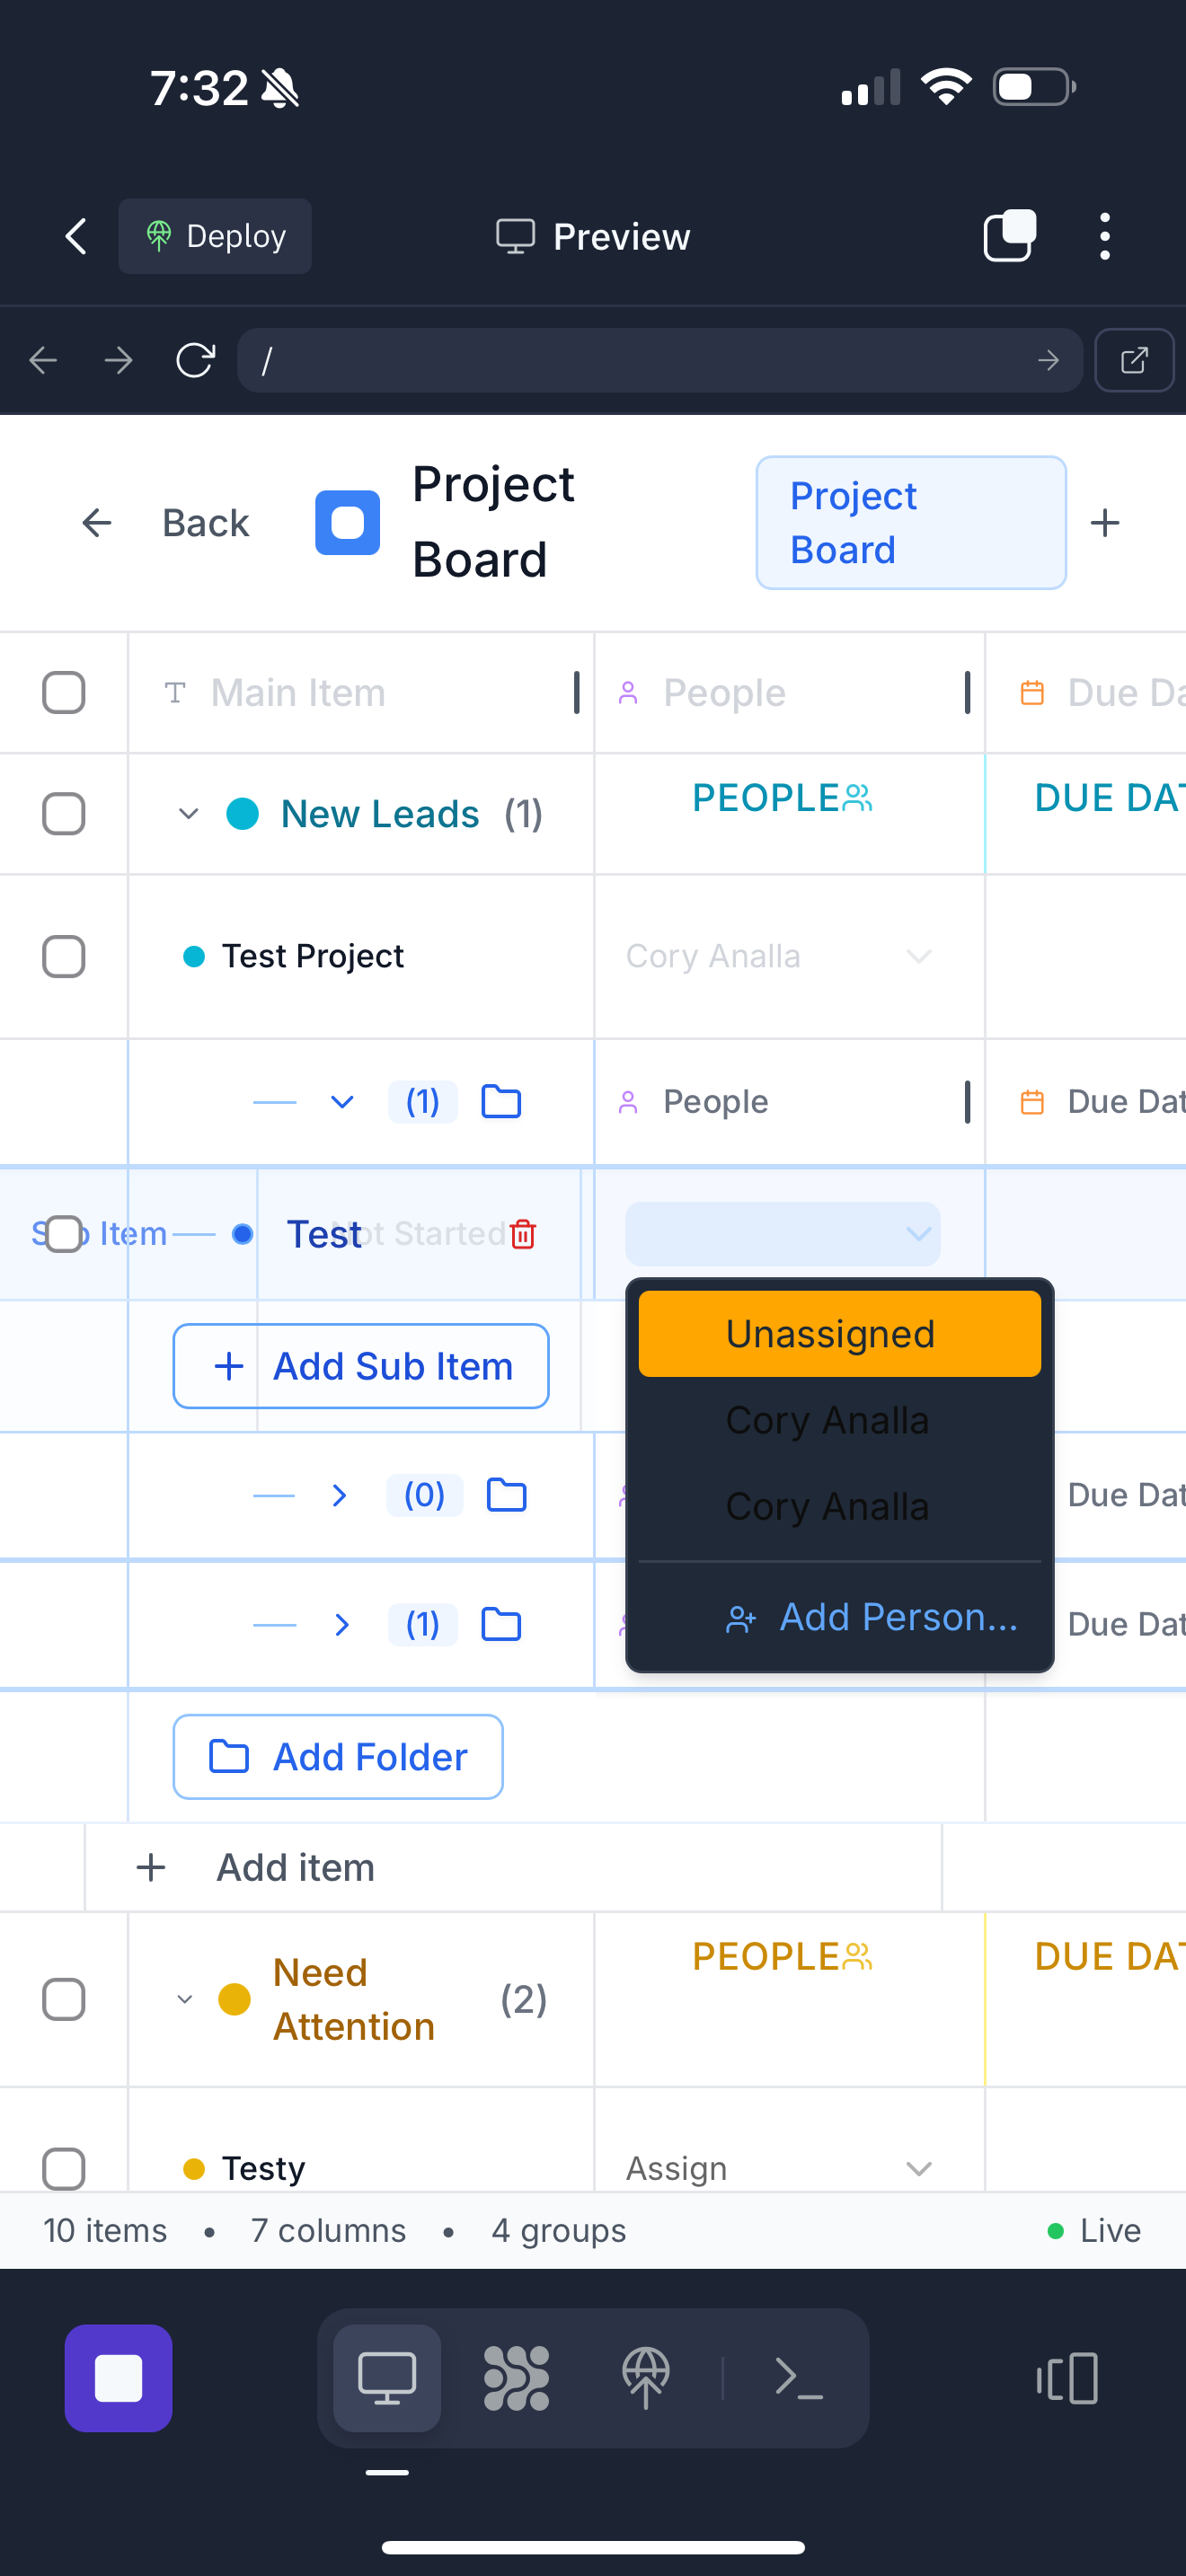 7:32
Deploy
Preview
/
Back
Project
Board
Project
Board
Main Item
People
Due Da
New Leads (1)
PEOPLE
DUE DAT
Test Project
Cory Analla
(1)
People
Due Dat
Sub Item
Test
Not Started
Unassigned
Cory Analla
Cory Analla
Add Person...
Add Sub Item
(0)
Due Dat
(1)
Due Dat
Add Folder
Add item
Need
Attention
(2)
PEOPLE
DUE DAT
Testy
Assign
10 items • 7 columns • 4 groups
Live